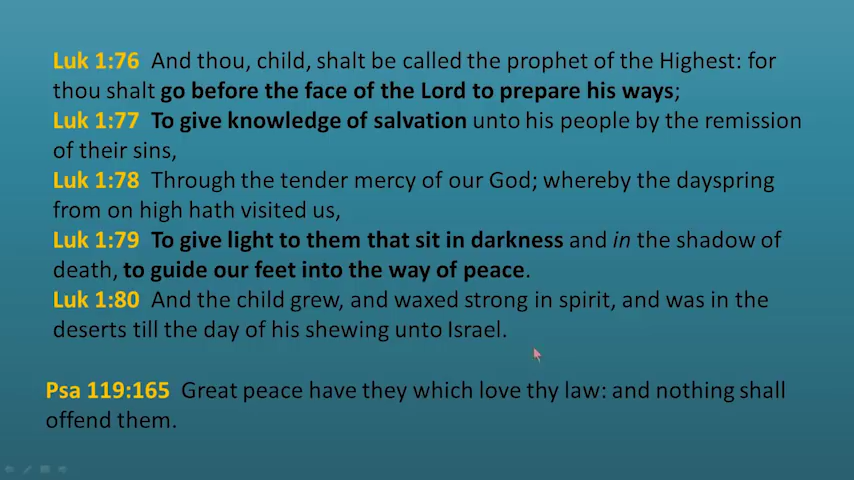 Luk 1:76 And thou, child, shalt be called the prophet of the Highest: for
thou shalt go before the face of the Lord to prepare his ways;
Luk 1:77 To give knowledge of salvation unto his people by the remission
of their sins,
Luk 1:78 Through the tender mercy of our God; whereby the dayspring
from on high hath visited us,
Luk 1:79 To give light to them that sit in darkness and in the shadow of
death, to guide our feet into the way of peace.
Luk 1:80 And the child grew, and waxed strong in spirit, and was in the
deserts till the day of his shewing unto Israel.
Psa 119:165 Great peace have they which love thy law: and nothing shall
offend them.